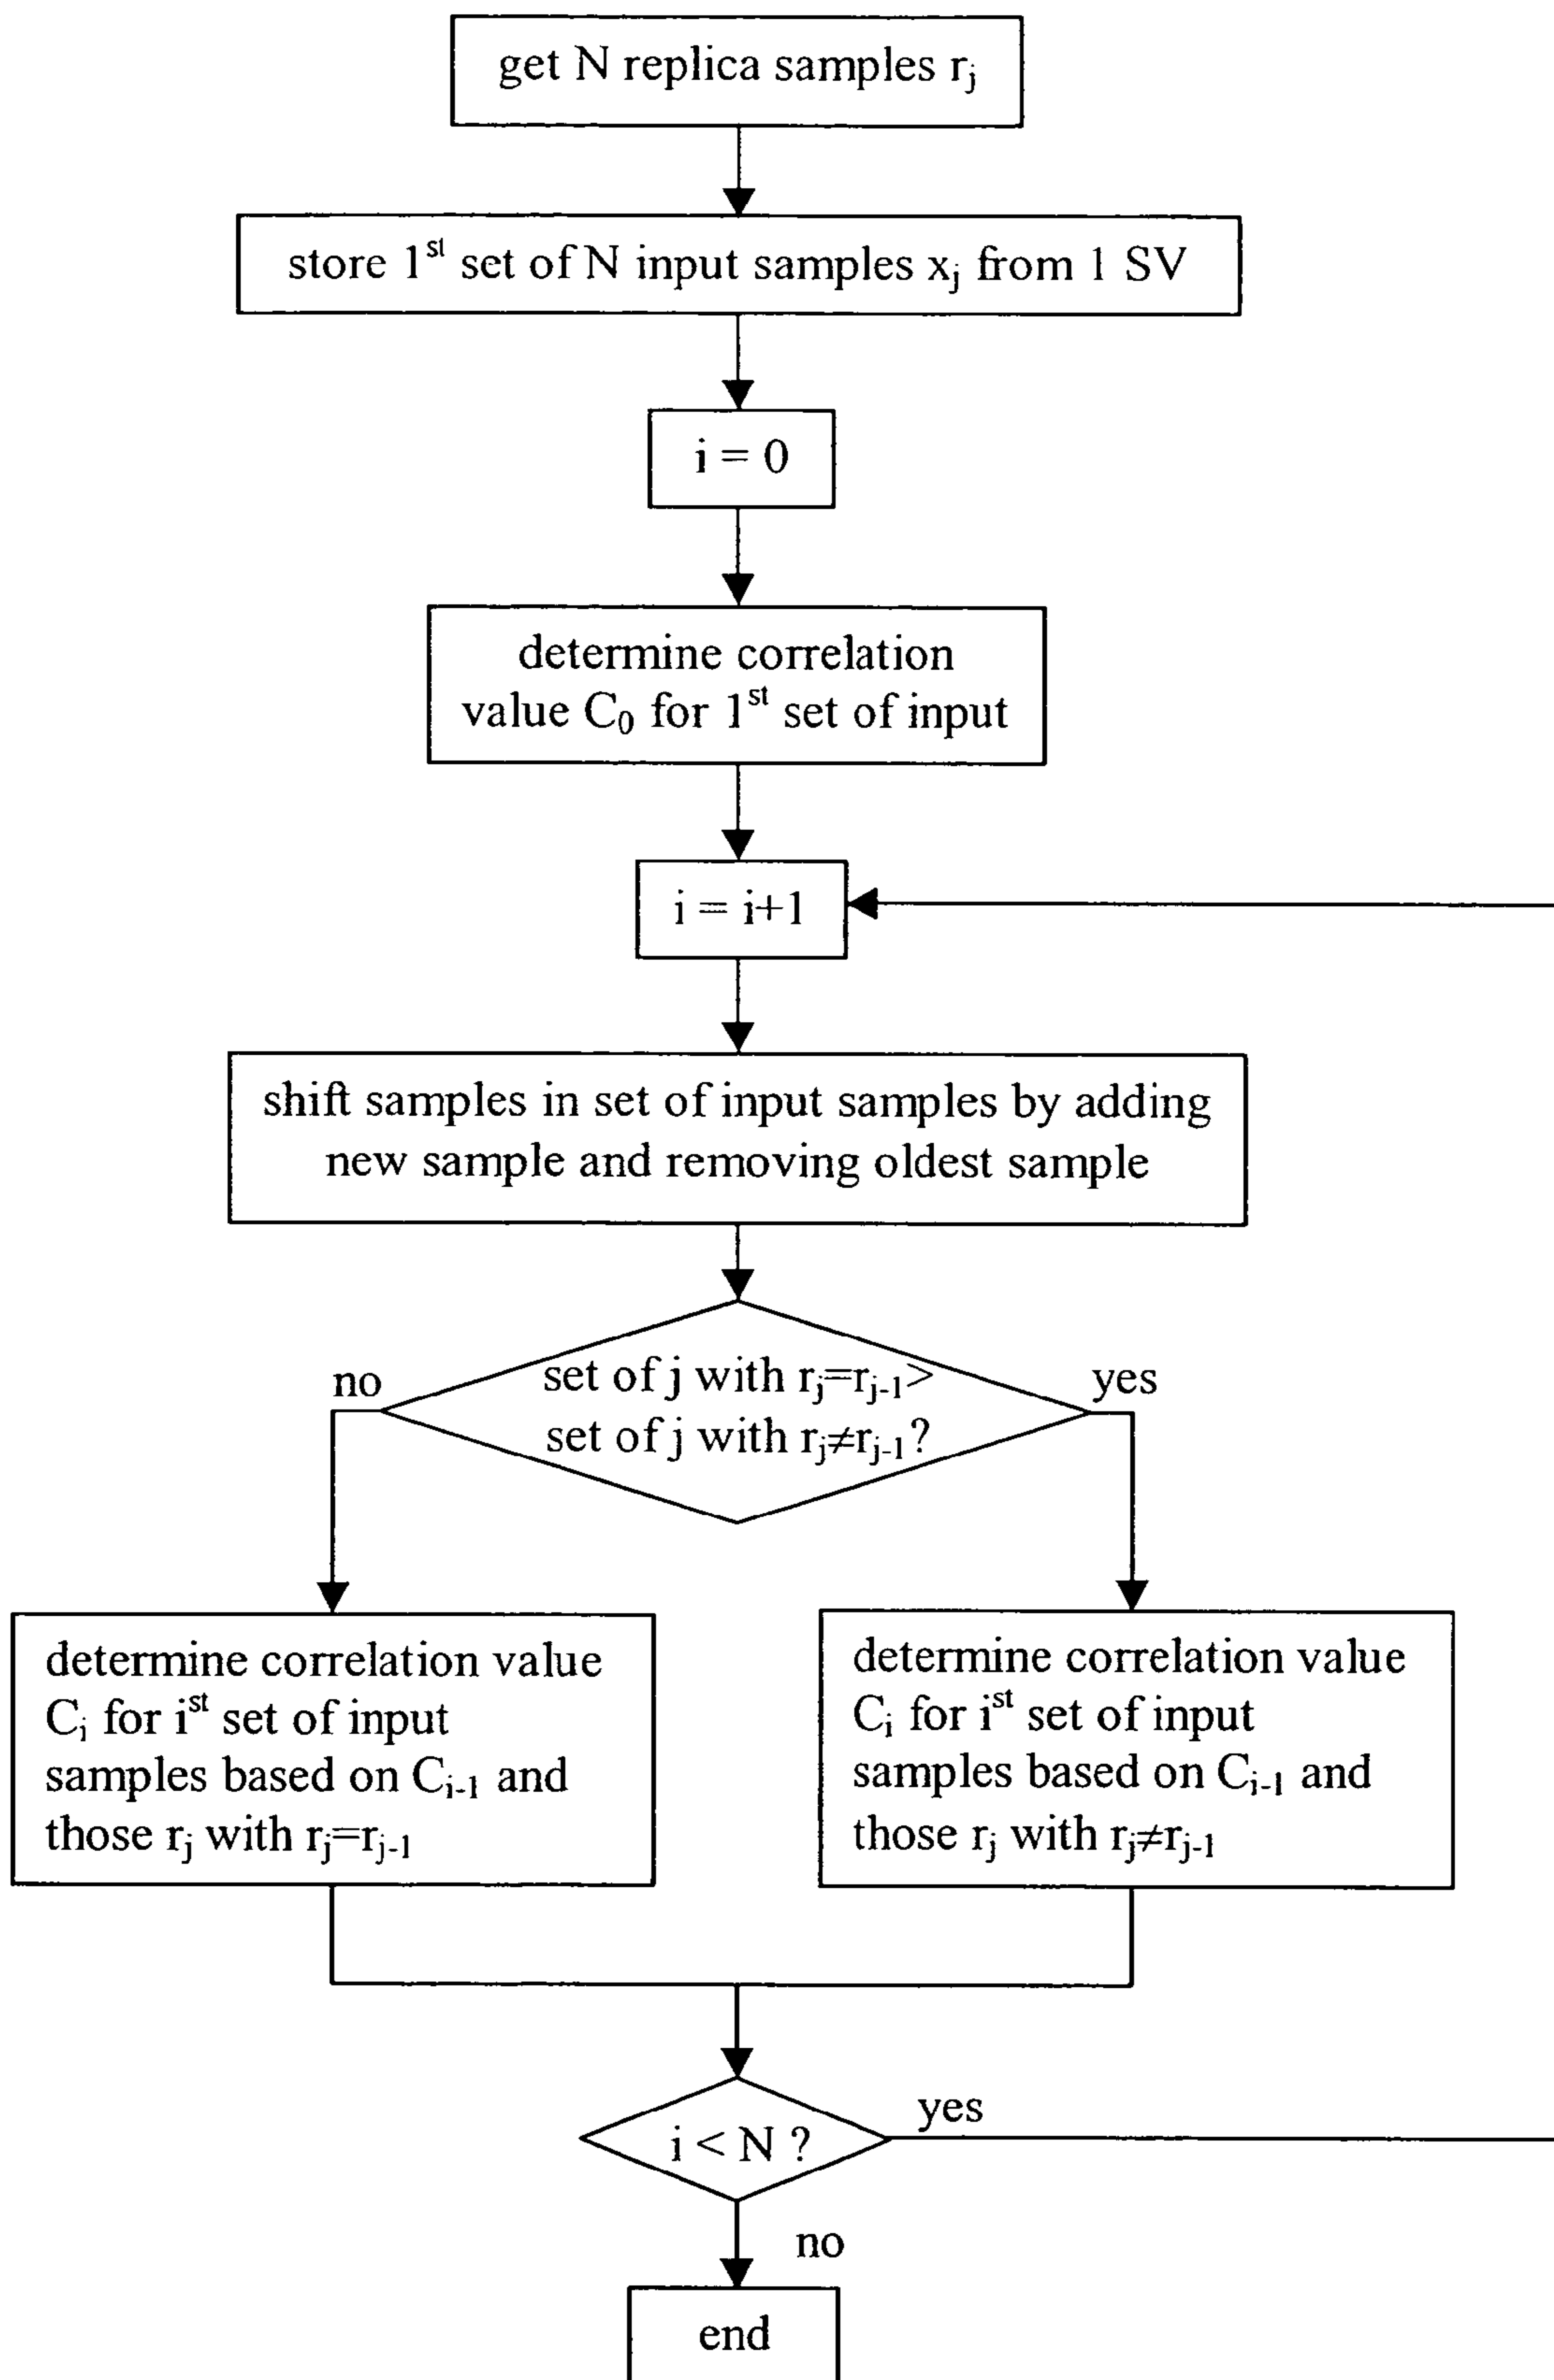 get N replica samples rj
store 1st set of N input samples xj from 1 SV
i = 0
determine correlation
value C0 for 1st set of input
i = i+1
shift samples in set of input samples by adding
new sample and removing oldest sample
no
set of j with rj=rj-1>
set of j with rj≠rj-1?
yes
determine correlation value
Ci for ist set of input
samples based on Ci-1 and
those rj with rj=rj-1
determine correlation value
Ci for ist set of input
samples based on Ci-1 and
those rj with rj≠rj-1
i < N ?
yes
no
end